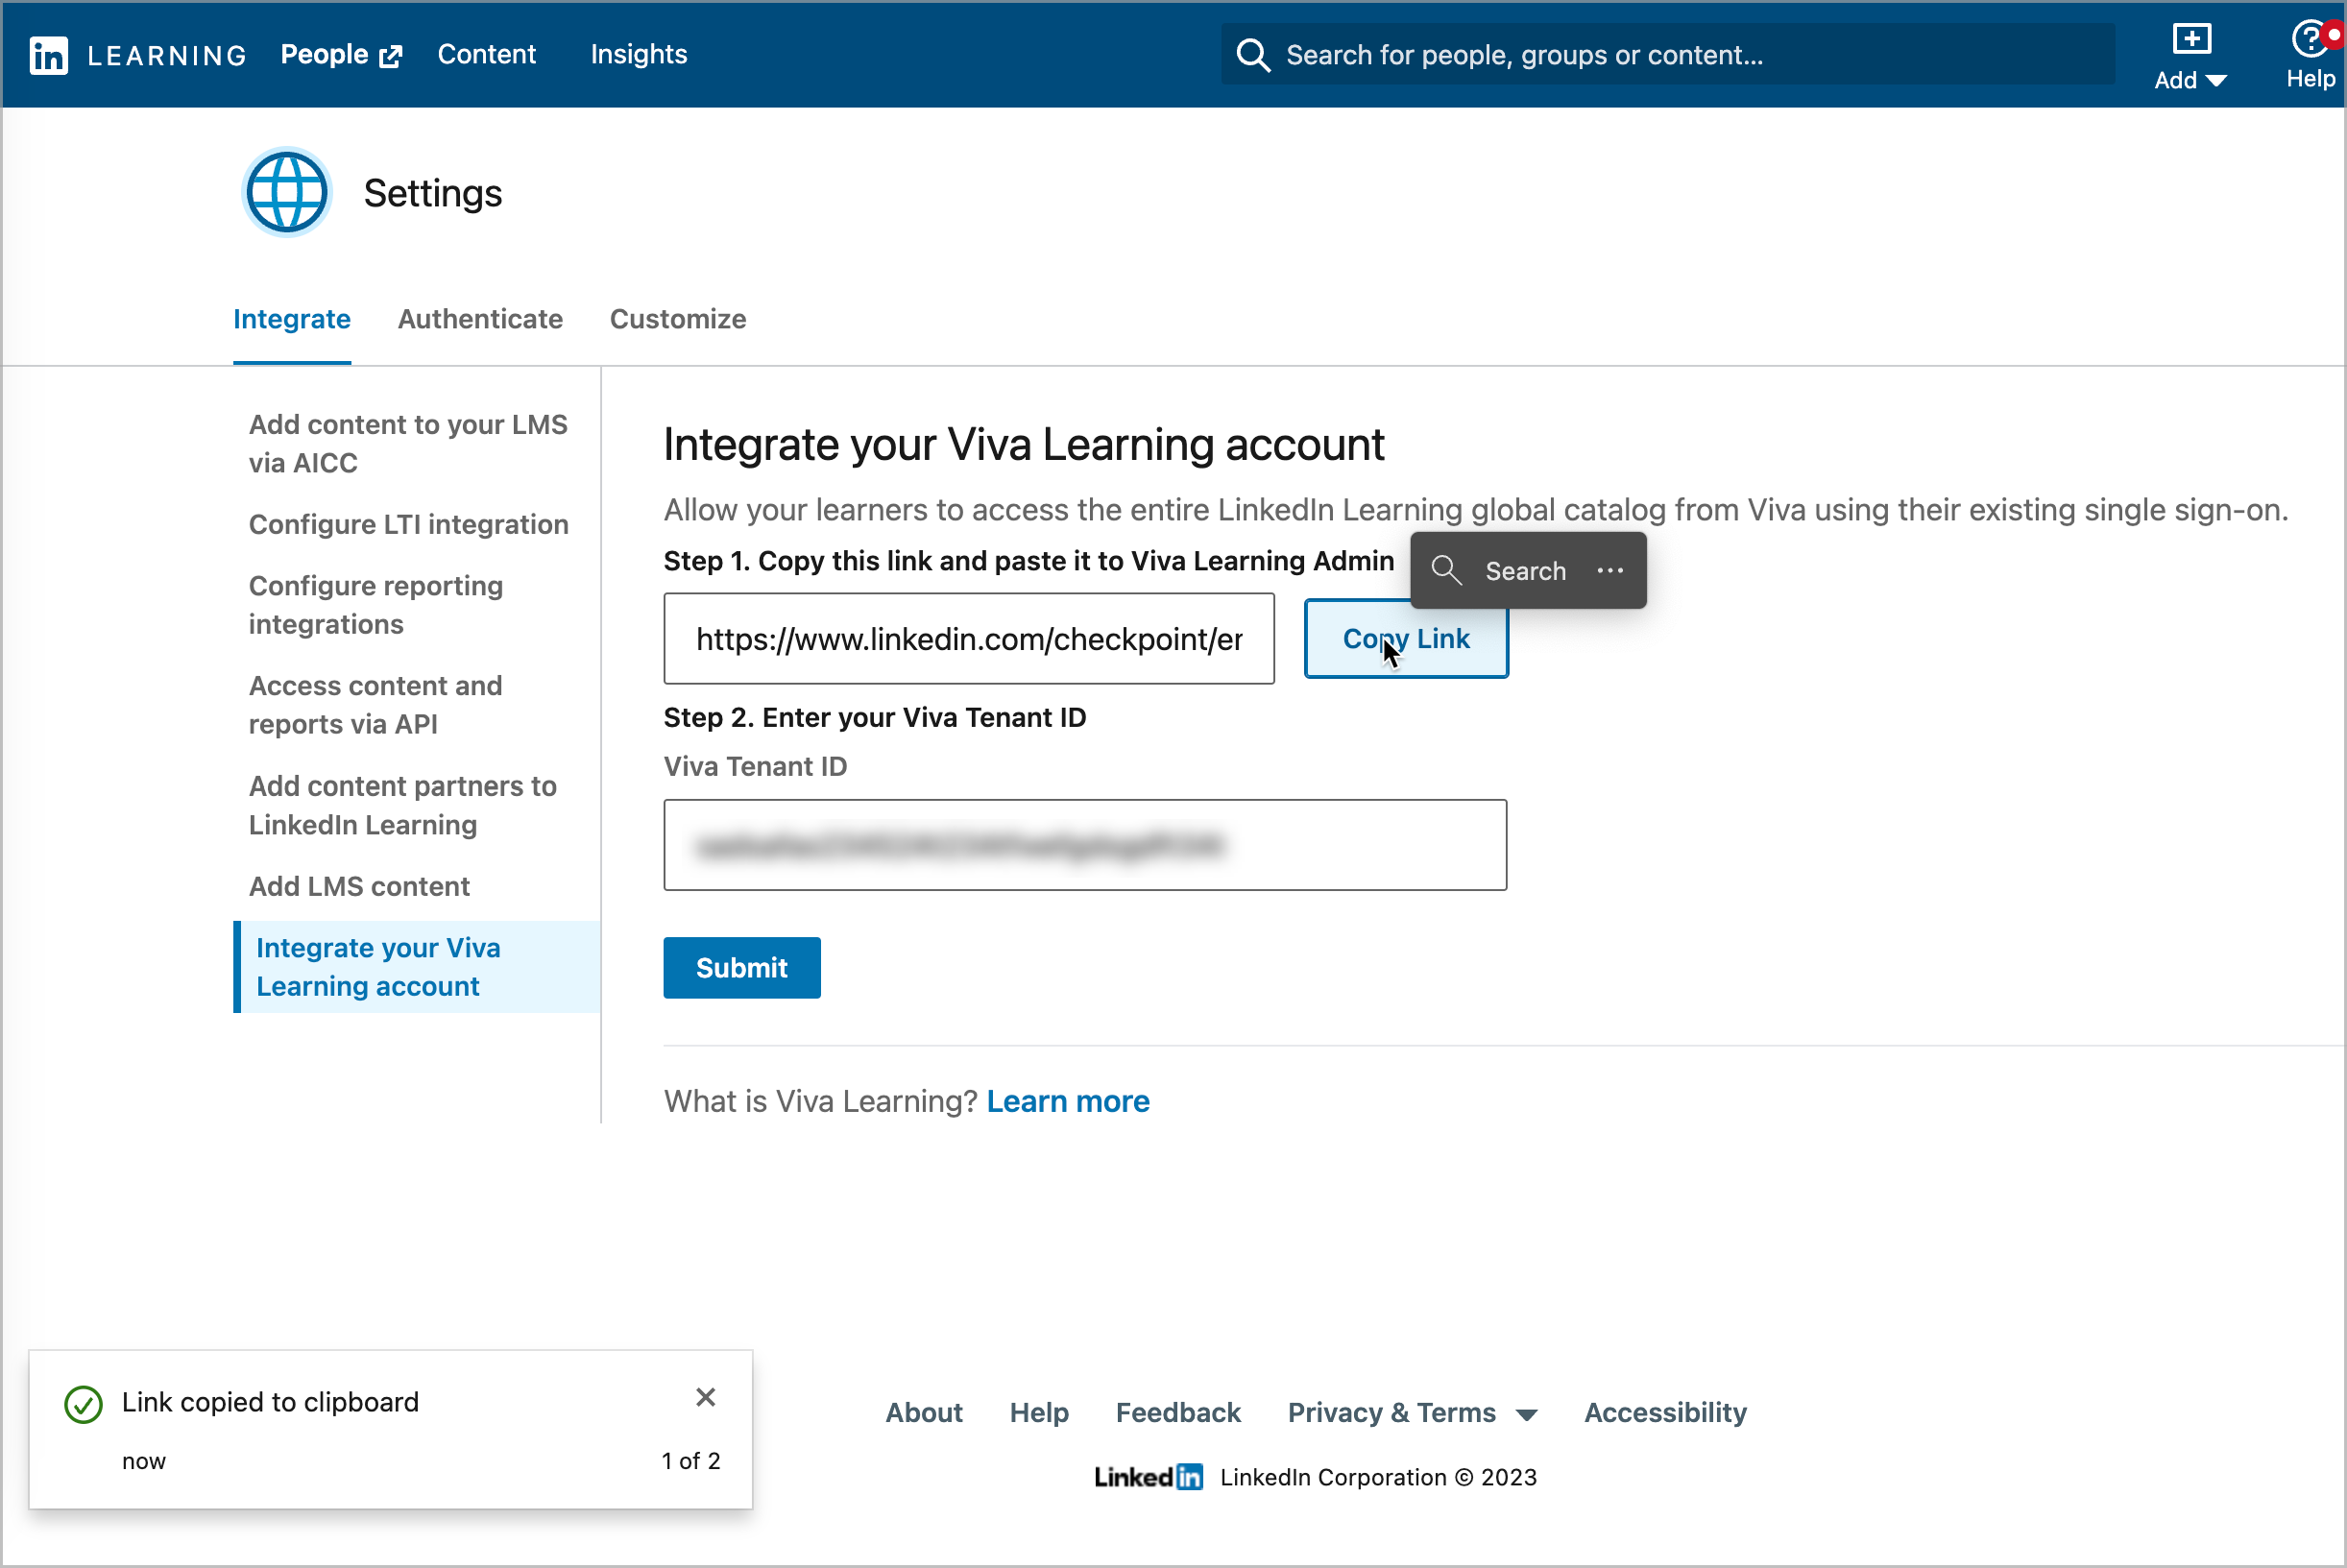 in LEARNING People Content Insights Search for people, groups or content... Add Help
Settings
Integrate Authenticate Customize
Add content to your LMS
via AICC
Configure LTI integration
Configure reporting
integrations
Access content and
reports via API
Add content partners to
LinkedIn Learning
Add LMS content
Integrate your Viva
Learning account
Integrate your Viva Learning account
Allow your learners to access the entire LinkedIn Learning global catalog from Viva using their existing single sign-on.
Step 1. Copy this link and paste it to Viva Learning Admin
Search ...
https://www.linkedin.com/checkpoint/er
Copy Link
Step 2. Enter your Viva Tenant ID
Viva Tenant ID
Submit
What is Viva Learning? Learn more
Link copied to clipboard
now 1 of 2
About Help Feedback Privacy & Terms Accessibility
Linkedin LinkedIn Corporation © 2023